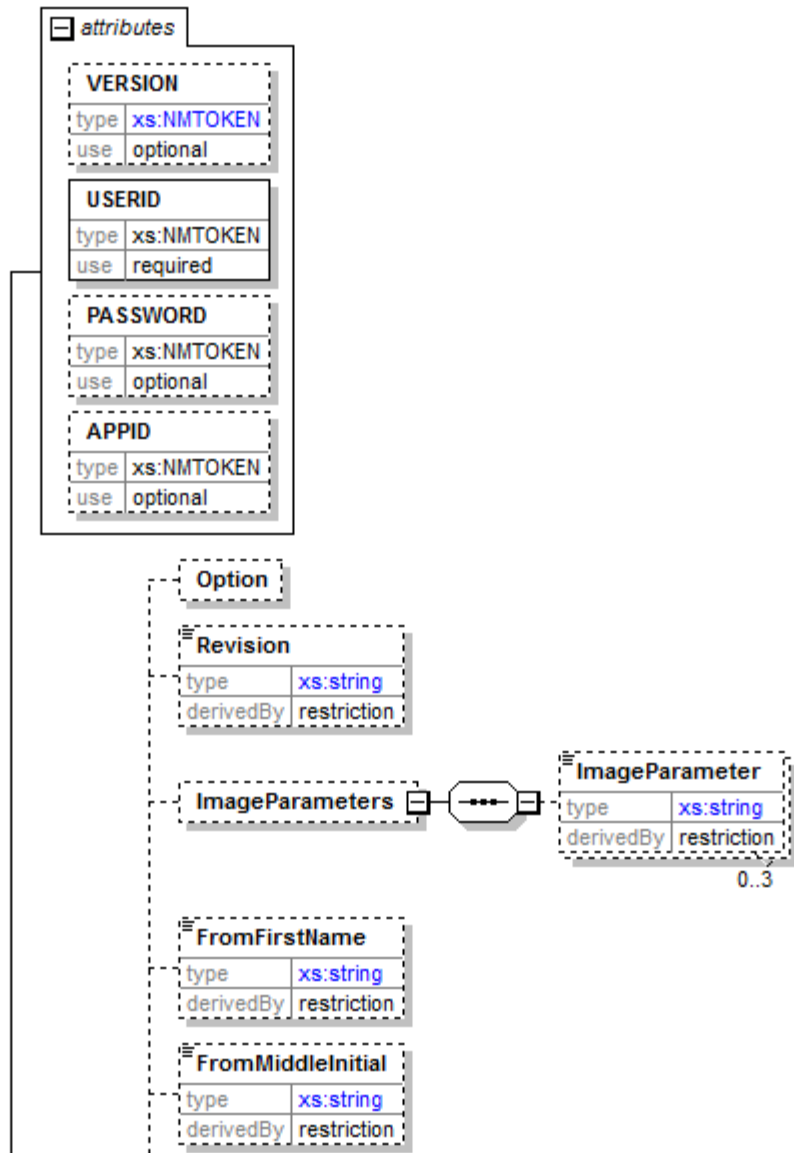 attributes
VERSION
type xs:NMTOKEN
use optional
USERID
type xs:NMTOKEN
use required
PASSWORD
type xs:NMTOKEN
use optional
APPID
type xs:NMTOKEN
use optional
Option
Revision
type xs:string
derivedBy restriction
ImageParameters
ImageParameter
type xs:string
derivedBy restriction
0..3
FromFirstName
type xs:string
derivedBy restriction
FromMiddleInitial
type xs:string
derivedBy restriction